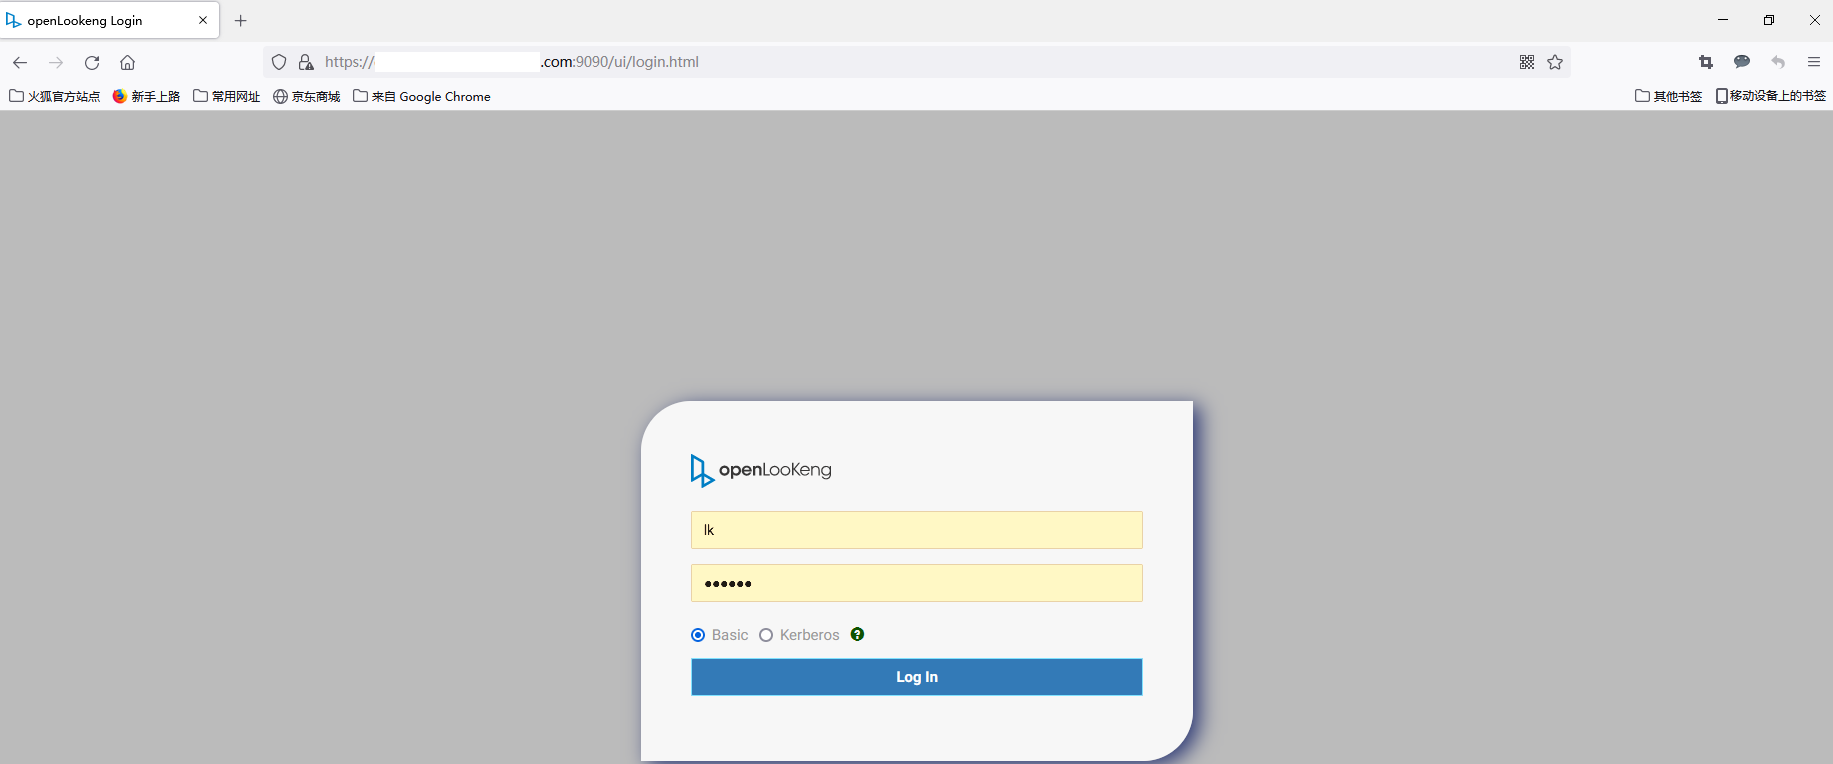 openLookeng Login
https:// .com:9090/ui/login.html
火狐官方站点 新手上路 常用网址 京东商城 来自 Google Chrome 其他书签 移动设备上的书签
openLooKeng
lk
••••••
Basic Kerberos ?
Log In